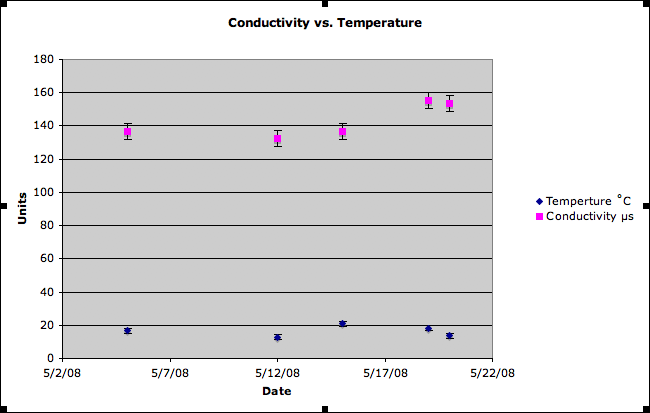 Conductivity vs. Temperature
180
160
140
120
100
80
60
40
20
0
Units
5/2/08 5/7/08 5/12/08 5/17/08 5/22/08
Date
Temperture ˚C
Conductivity µs